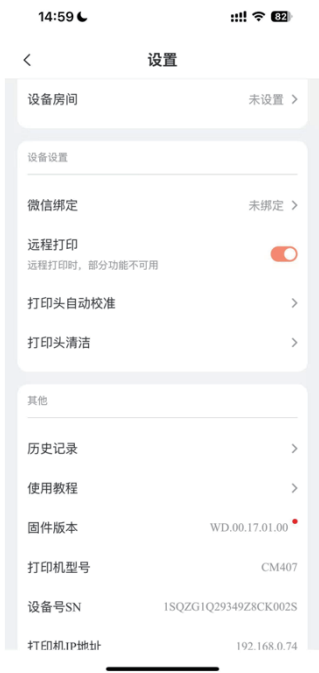 14:59
82
设置
设备房间 未设置
设备设置
微信绑定 未绑定
远程打印
远程打印时，部分功能不可用
打印头自动校准
打印头清洁
其他
历史记录
使用教程
固件版本 WD.00.17.01.00
打印机型号 CM407
设备号SN 1SQZG1Q29349Z8CK002S
打印机IP地址 192.168.0.74